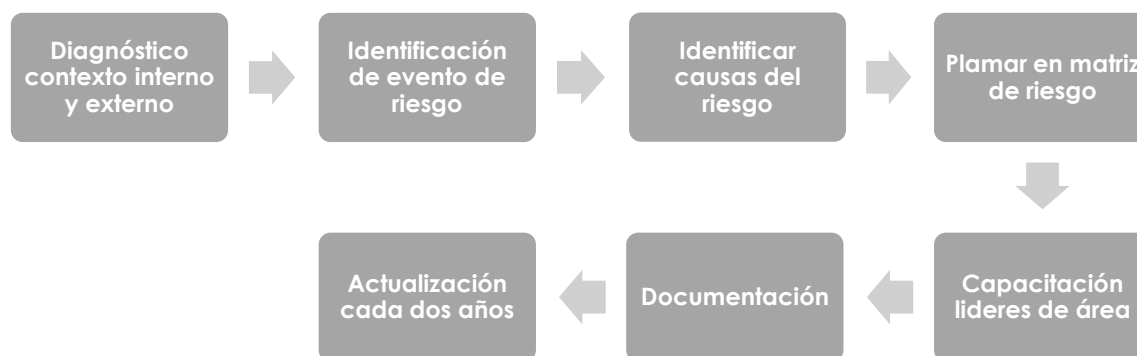 Diagnóstico
contexto interno
y externo
Identificación
de evento de
riesgo
Identificar
causas del
riesgo
Plamar en matriz
de riesgo
Capacitación
lideres de área
Documentación
Actualización
cada dos años